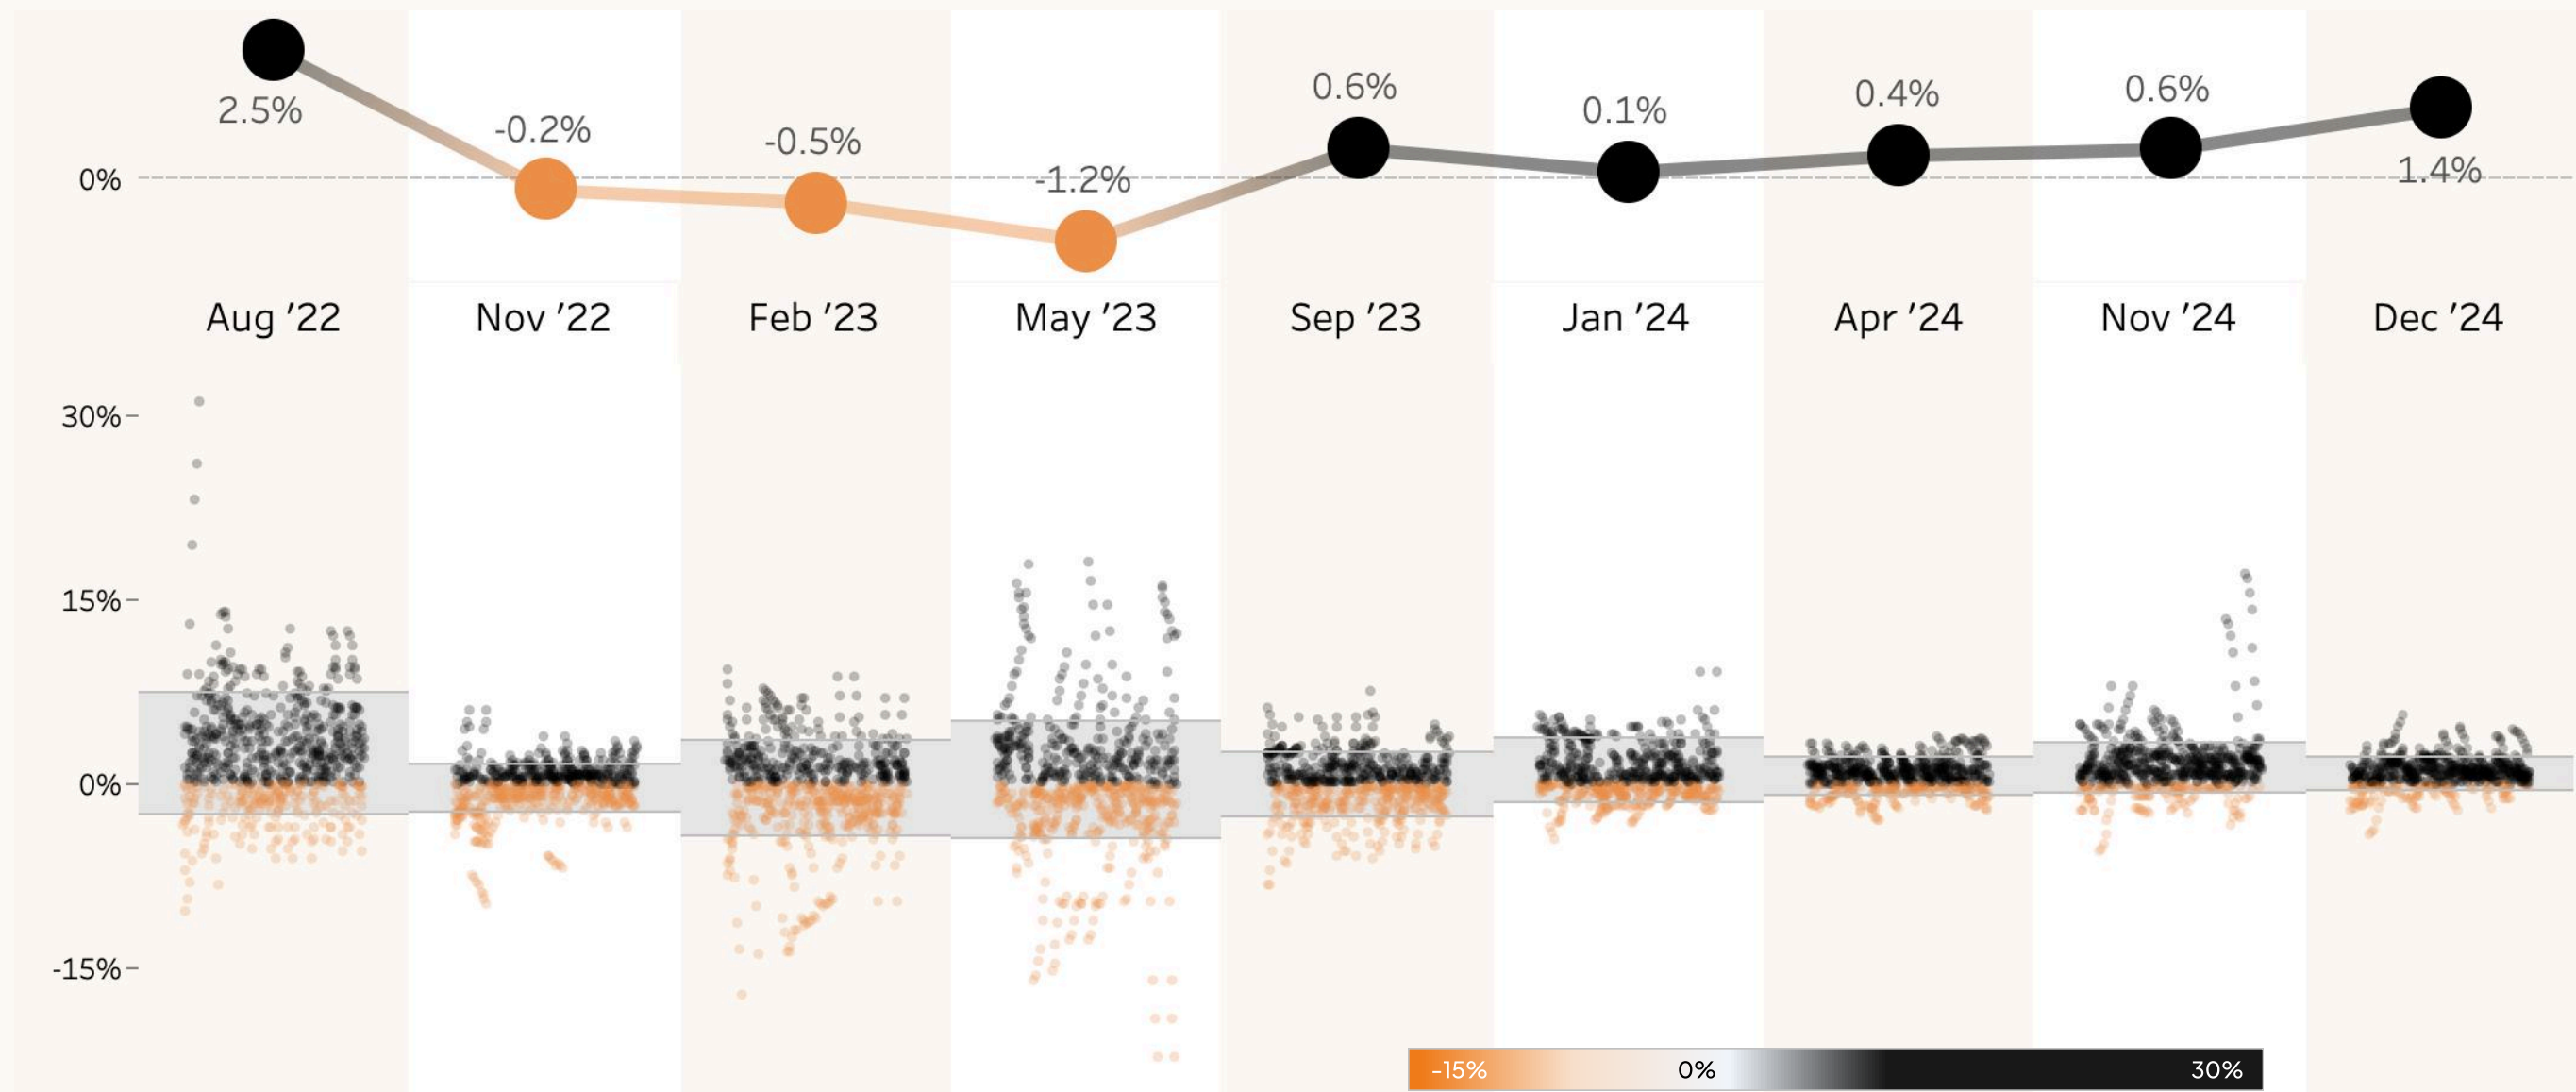 2.5%
-0.2%
-0.5%
-1.2%
0.6%
0.1%
0.4%
0.6%
1.4%
0%
Aug '22
Nov '22
Feb '23
May '23
Sep '23
Jan '24
Apr '24
Nov '24
Dec '24
30%
15%
0%
-15%
-15% 0% 30%